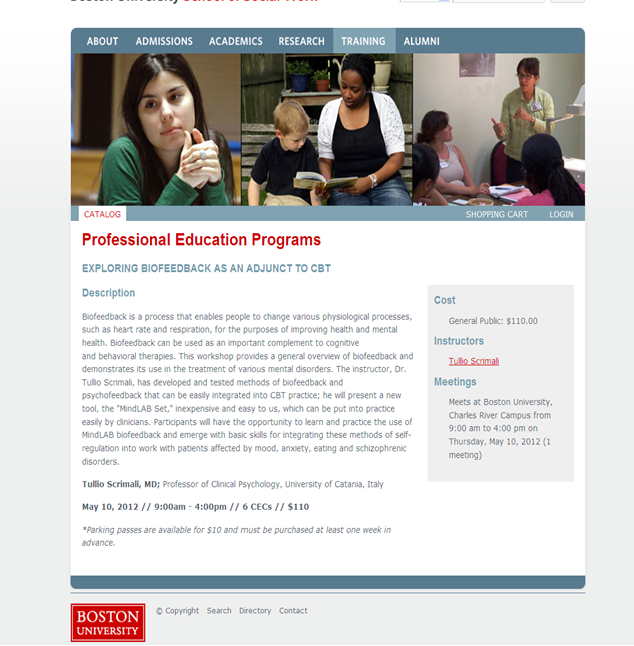 Boston University School of Social Work
ABOUT ADMISSIONS ACADEMICS RESEARCH TRAINING ALUMNI
CATALOG SHOPPING CART LOGIN
Professional Education Programs
EXPLORING BIOFEEDBACK AS AN ADJUNCT TO CBT
Description
Biofeedback is a process that enables people to change various physiological processes,
such as heart rate and respiration, for the purposes of improving health and mental
health. Biofeedback can be used as an important complement to cognitive
and behavioral therapies. This workshop provides a general overview of biofeedback and
demonstrates its use in the treatment of various mental disorders. The instructor, Dr.
Tullio Scrimali, has developed and tested methods of biofeedback and
psychofeedback that can be easily integrated into CBT practice; he will present a new
tool, the "MindLAB Set," inexpensive and easy to us, which can be put into practice
easily by clinicians. Participants will have the opportunity to learn and practice the use of
MindLAB biofeedback and emerge with basic skills for integrating these methods of self-
regulation into work with patients affected by mood, anxiety, eating and schizophrenic
disorders.
Tullio Scrimali, MD; Professor of Clinical Psychology, University of Catania, Italy
May 10, 2012 // 9:00am - 4:00pm // 6 CECs // $110
*Parking passes are available for $10 and must be purchased at least one week in
advance.
Cost
General Public: $110.00
Instructors
Tullio Scrimali
Meetings
Meets at Boston University,
Charles River Campus from
9:00 am to 4:00 pm on
Thursday, May 10, 2012 (1
meeting)
BOSTON
UNIVERSITY
© Copyright Search Directory Contact